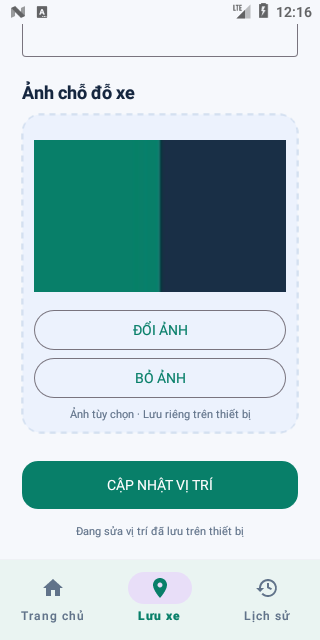 LTE
12:16
Ảnh chỗ đỗ xe
ĐỔI ẢNH
BỎ ẢNH
Ảnh tùy chọn · Lưu riêng trên thiết bị
CẬP NHẬT VỊ TRÍ
Đang sửa vị trí đã lưu trên thiết bị
Trang chủ
Lưu xe
Lịch sử